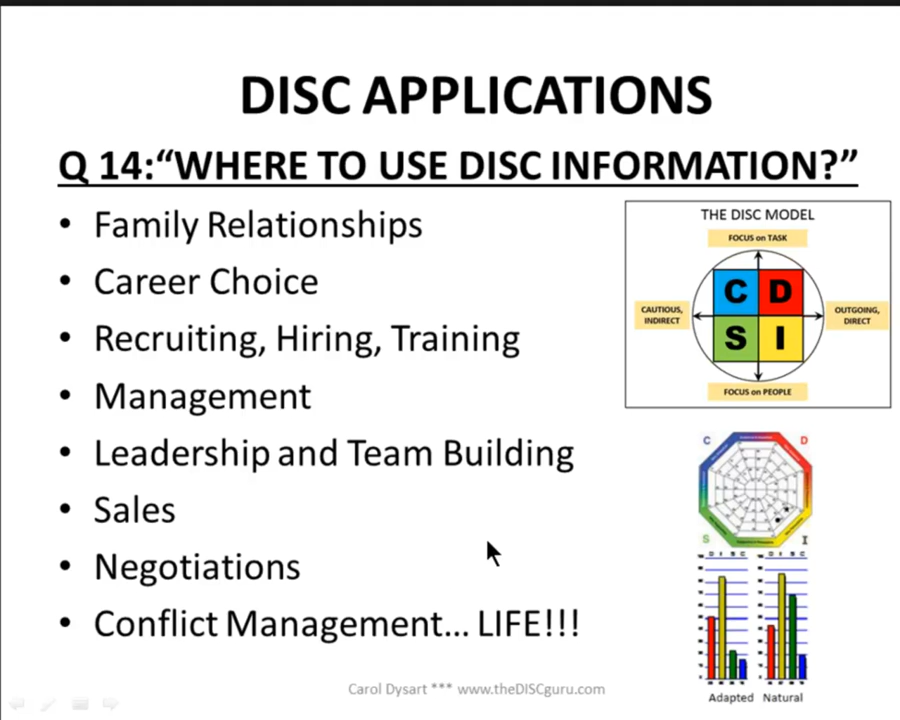 DISC APPLICATIONS
Q 14:“WHERE TO USE DISC INFORMATION?”
• Family Relationships
• Career Choice
• Recruiting, Hiring, Training
• Management
• Leadership and Team Building
• Sales
• Negotiations
• Conflict Management... LIFE!!!
THE DISC MODEL
FOCUS on TASK
C D
CAUTIOUS,
INDIRECT
OUTGOING,
DIRECT
S I
FOCUS on PEOPLE
C D
S I
D I S C D I S C
Adapted Natural
Carol Dysart *** www.theDISCguru.com